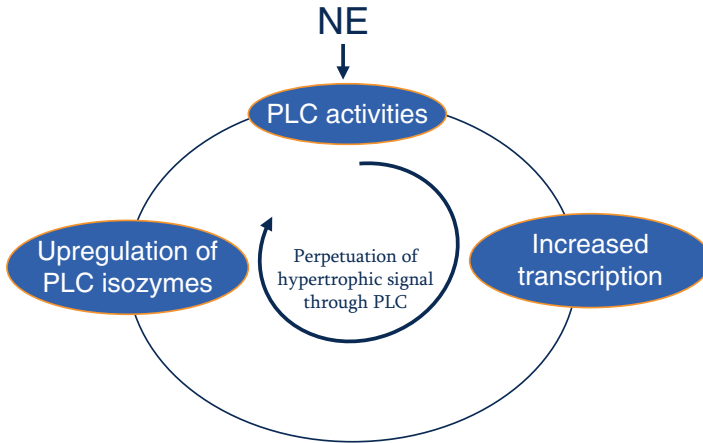 NE
PLC activities
Upregulation of
PLC isozymes
Perpetuation of
hypertrophic signal
through PLC
Increased
transcription